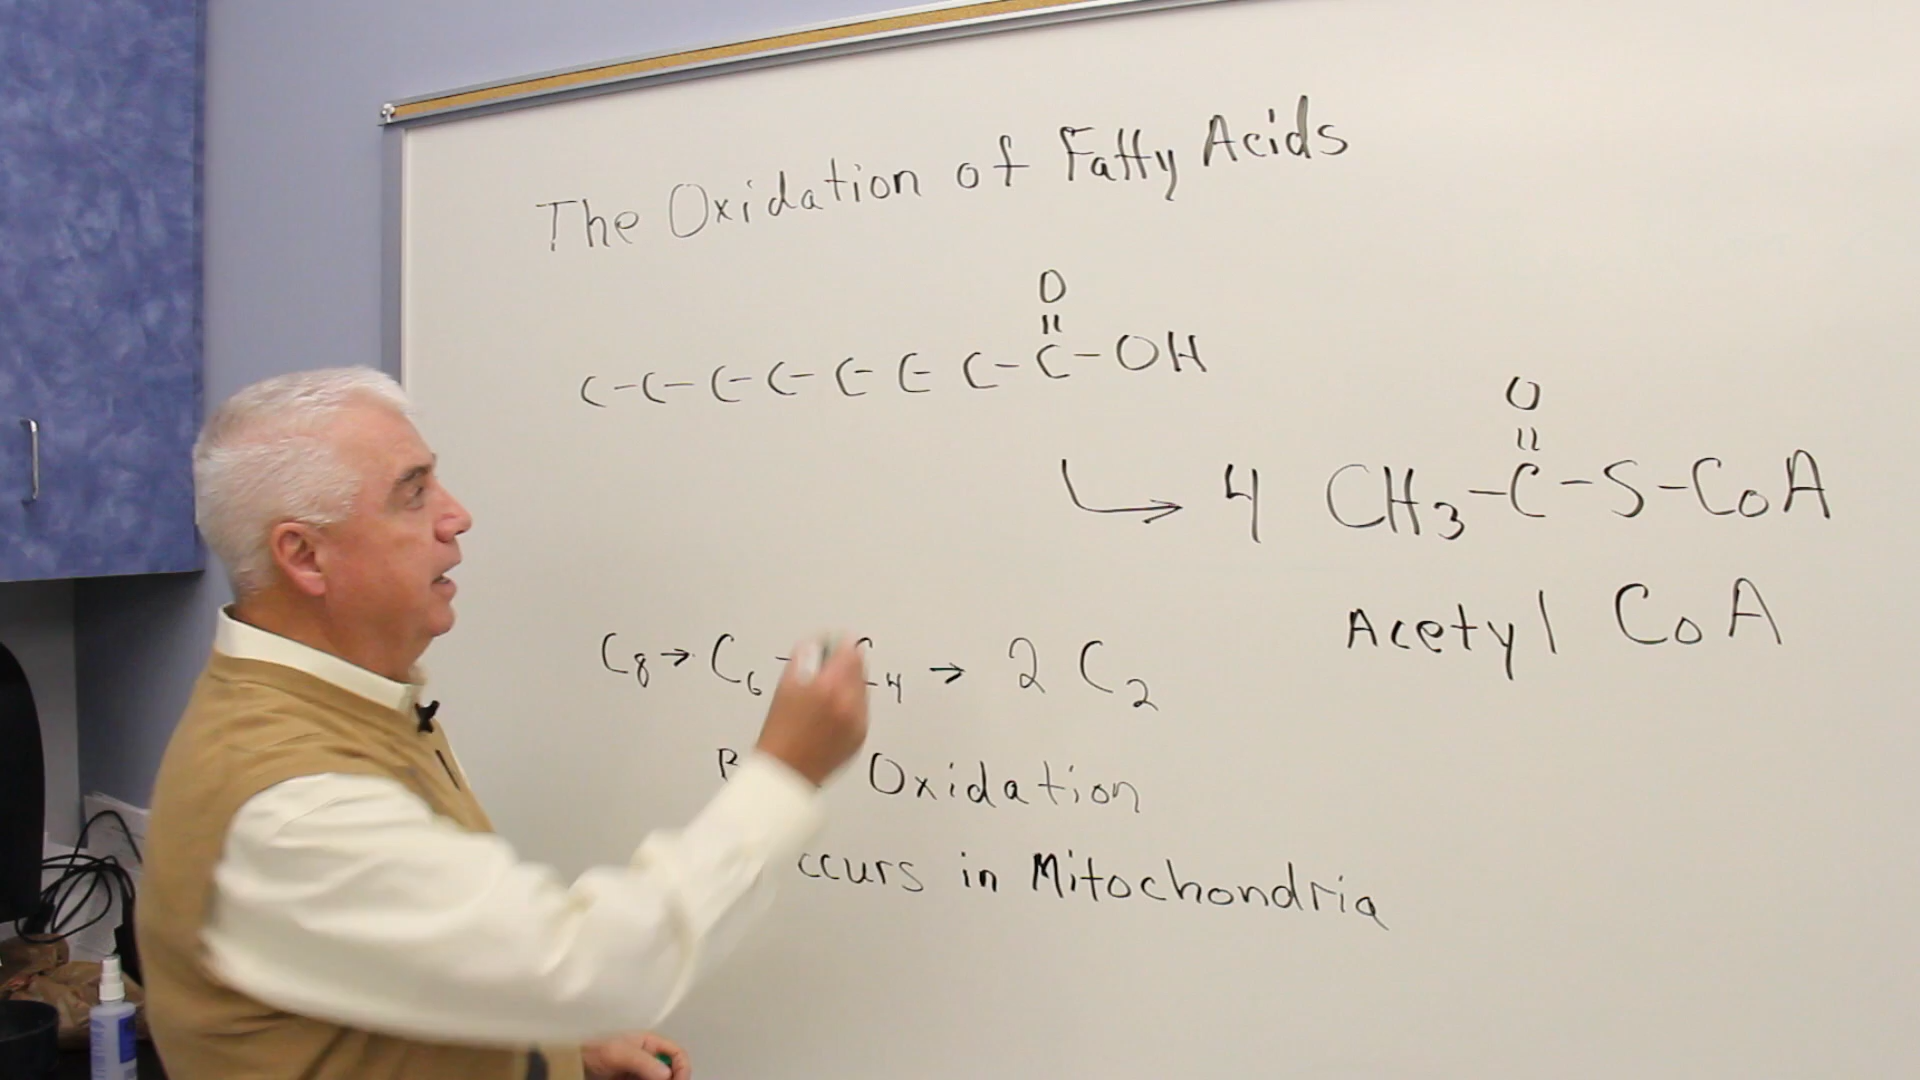 The Oxidation of Fatty Acids
O
=
C-C-C-C-C-C-C-C-OH
O
=
4 CH3-C-S-CoA
Acetyl CoA
C8→C6→C4→ 2 C2
Oxidation
ccurs in Mitochondria